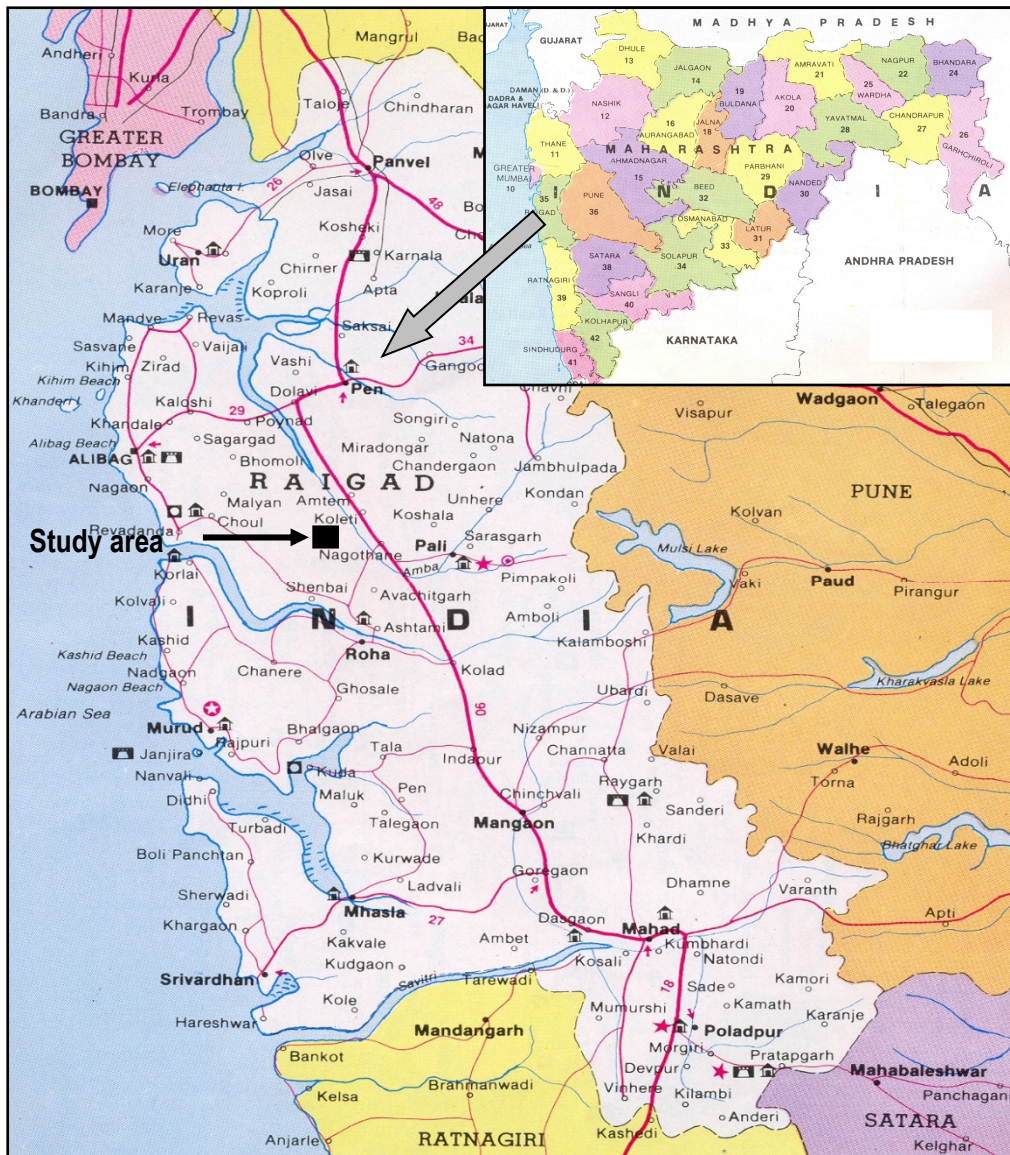 Mangrul
Andheri
Kurla
Taloje
Chindharan
Bandra
Trombay
GREATER
BOMBAY
Olve
Panvel
26
BOMBAY
Elephanta I.
Jasai
48
More
Kosheki
Uran
Chirner
Karnala
Karanje
Koproli
Apta
Mandve
Revas
Saksai
Sasvane
Vaijali
34
Kihim
Zirad
Vashi
Gangod
Kihim Beach
Pen
Khanderi I.
Kaloshi
Dolavi
29
Khandale
Poynad
Songiri
Alibag Beach
Sagargad
Miradongar
Natona
ALIBAG
Bhomoli
Chandergaon
Jambhulpada
Nagaon
RAIGAD
Kondan
Malyan
Amtem
Unhere
Choul
Koleti
Koshala
Revadanda
Sarasgarh
Study area
Nagothane
Pali
Korlai
Amba
Pimpakoli
Shenbai
Avachitgarh
Kolvali
Amboli
INDIA
Ashtami
Kalamboshi
Kashid
Roha
Kashid Beach
Chanere
Kolad
Nadgaon
Nagaon Beach
Ghosale
Ubardi
Arabian Sea
90
Murud
Bhalgaon
Nizampur
Rajpuri
Tala
Channatta
Valai
Janjira
Indapur
Nanvali
Kuda
Raygarh
Didhi
Maluk
Pen
Chinchvali
Sanderi
Turbadi
Talegaon
Mangaon
Khardi
Boli Panchtan
Kurwade
Goregaon
Sherwadi
Ladvali
Dhamne
Varanth
Mhasla
27
Khargaon
Dasgaon
Mahad
Kakvale
Ambet
Kumbhardi
Kudgaon
Kosali
Natondi
Srivardhan
Savitri
Tarewadi
Kamori
Kole
Sade
Mumurshi
18
Kamath
Hareshwar
Karanje
Mandangarh
Poladpur
Morgiri
Bankot
Devpur
Pratapgarh
Mahabaleshwar
Kelsa
Brahmanwadi
Vinhere
Kilambi
Panchagani
Anderi
SATARA
Anjarle
RATNAGIRI
Kashedi
Kelghar
Wadgaon
Visapur
Talegaon
PUNE
Kolvan
Mulsi Lake
Vaki
Paud
Pirangur
Kharakvasla Lake
Dasave
Walhe
Torna
Adoli
Rajgarh
Bhatghar Lake
Apti
MADHYA PRADESH
GUJARAT
DHULE
13
JALGAON
14
AMRAVATI
21
NAGPUR
22
BHANDARA
24
DAMAN (D. & D.)
DADRA &
NAGAR HAVELI
NASHIK
12
19
BULDANA
AKOLA
20
25
WARDHA
16
AURANGABAD
JALNA
18
YAVATMAL
28
CHANDRAPUR
27
26
GARHCHIROLI
THANE
11
MAHARASHTRA
AHMADNAGAR
15
PARBHANI
29
GREATER
MUMBAI
10
NANDED
30
INDIA
35
RAIGAD
PUNE
36
BEED
32
OSMANABAD
33
LATUR
31
SATARA
38
SOLAPUR
34
ANDHRA PRADESH
RATNAGIRI
39
SANGLI
40
KOLHAPUR
42
KARNATAKA
SINDHUDURG
41